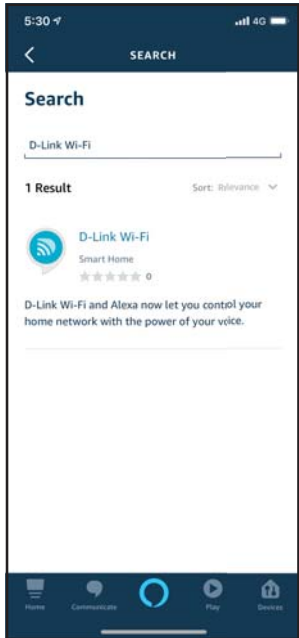 5:30
4G
SEARCH
Search
D-Link Wi-Fi
1 Result
Sort: Relevance
D-Link Wi-Fi
Smart Home
0
D-Link Wi-Fi and Alexa now let you control your
home network with the power of your voice.
Home
Communicate
Play
Devices